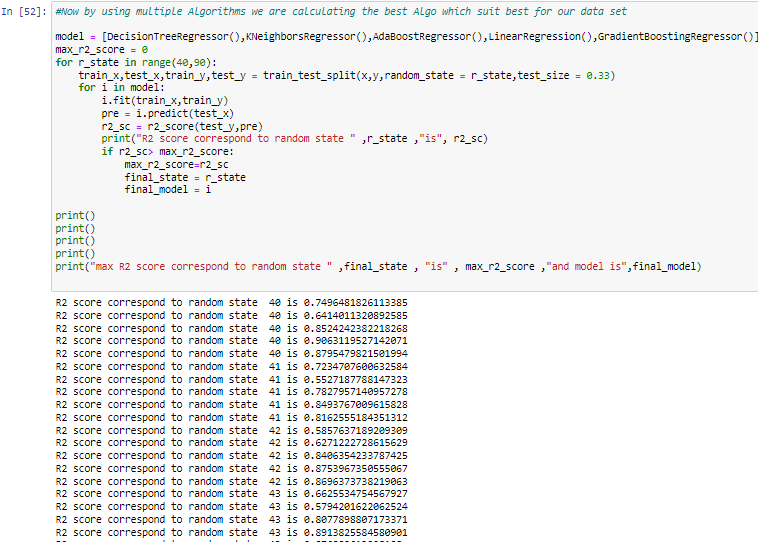 In [52]: #Now by using multiple Algorithms we are calculating the best Algo which suit best for our data set
model = [DecisionTreeRegressor(),KNeighborsRegressor(),AdaBoostRegressor(),LinearRegression(),GradientBoostingRegressor()]
max_r2_score = 0
for r_state in range(40,90):
    train_x,test_x,train_y,test_y = train_test_split(x,y,random_state = r_state,test_size = 0.33)
    for i in model:
        i.fit(train_x,train_y)
        pre = i.predict(test_x)
        r2_sc = r2_score(test_y,pre)
        print("R2 score correspond to random state " ,r_state ,"is", r2_sc)
        if r2_sc> max_r2_score:
            max_r2_score=r2_sc
            final_state = r_state
            final_model = i
print()
print()
print()
print()
print("max R2 score correspond to random state " ,final_state , "is" , max_r2_score ,"and model is",final_model)
R2 score correspond to random state  40 is 0.7496481826113385
R2 score correspond to random state  40 is 0.6414011320892585
R2 score correspond to random state  40 is 0.8524242382218268
R2 score correspond to random state  40 is 0.9063119527142071
R2 score correspond to random state  40 is 0.8795479821501994
R2 score correspond to random state  41 is 0.7234707600632584
R2 score correspond to random state  41 is 0.5527187788147323
R2 score correspond to random state  41 is 0.7827957140957278
R2 score correspond to random state  41 is 0.8493767009615828
R2 score correspond to random state  41 is 0.8162555184351312
R2 score correspond to random state  42 is 0.5857637189209309
R2 score correspond to random state  42 is 0.6271222728615629
R2 score correspond to random state  42 is 0.8406354233787425
R2 score correspond to random state  42 is 0.8753967350555067
R2 score correspond to random state  42 is 0.8696373738219063
R2 score correspond to random state  43 is 0.6625534754567927
R2 score correspond to random state  43 is 0.5794201622062524
R2 score correspond to random state  43 is 0.8077898807173371
R2 score correspond to random state  43 is 0.8913825584580901